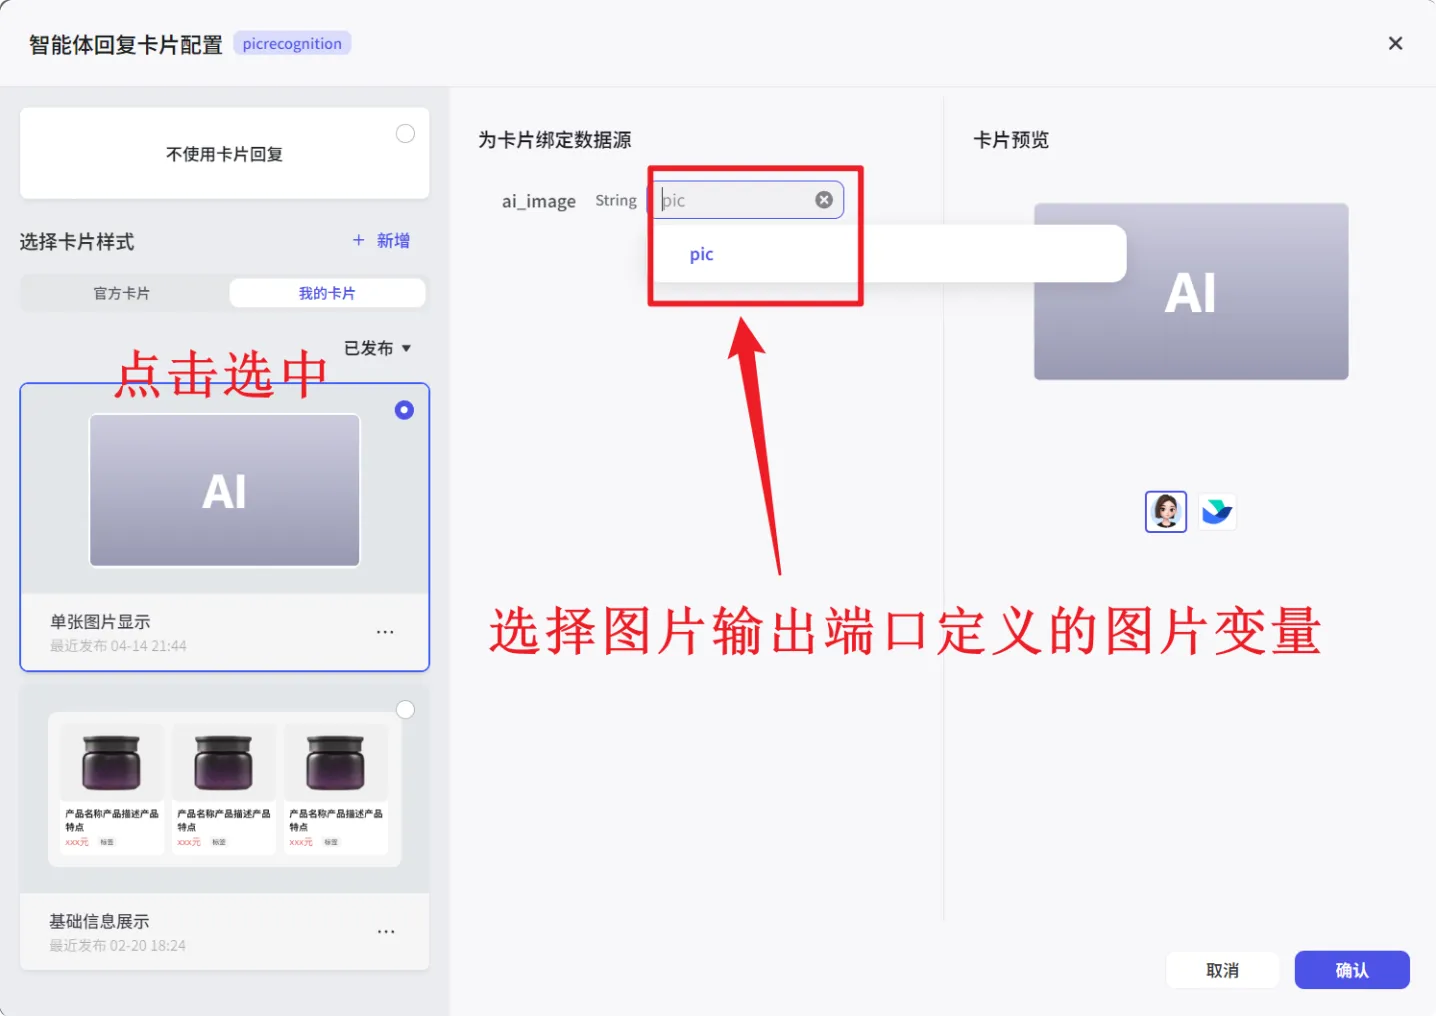 智能体回复卡片配置 picrecognition
不使用卡片回复
选择卡片样式 + 新增
官方卡片 我的卡片
已发布
点击选中
AI
单张图片显示
最近发布 04-14 21:44
产品名称产品描述产品特点
xxx元 标签
产品名称产品描述产品特点
xxx元 标签
产品名称产品描述产品特点
xxx元 标签
基础信息展示
最近发布 02-20 18:24
为卡片绑定数据源
ai_image String pic
pic
选择图片输出端口定义的图片变量
卡片预览
AI
取消 确认